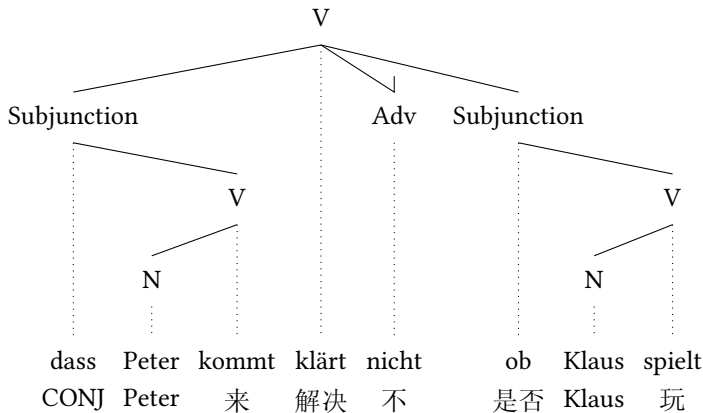 V
Subjunction Adv Subjunction
V V
N N
dass Peter kommt klärt nicht ob Klaus spielt
CONJ Peter 来 解决 不 是否 Klaus 玩